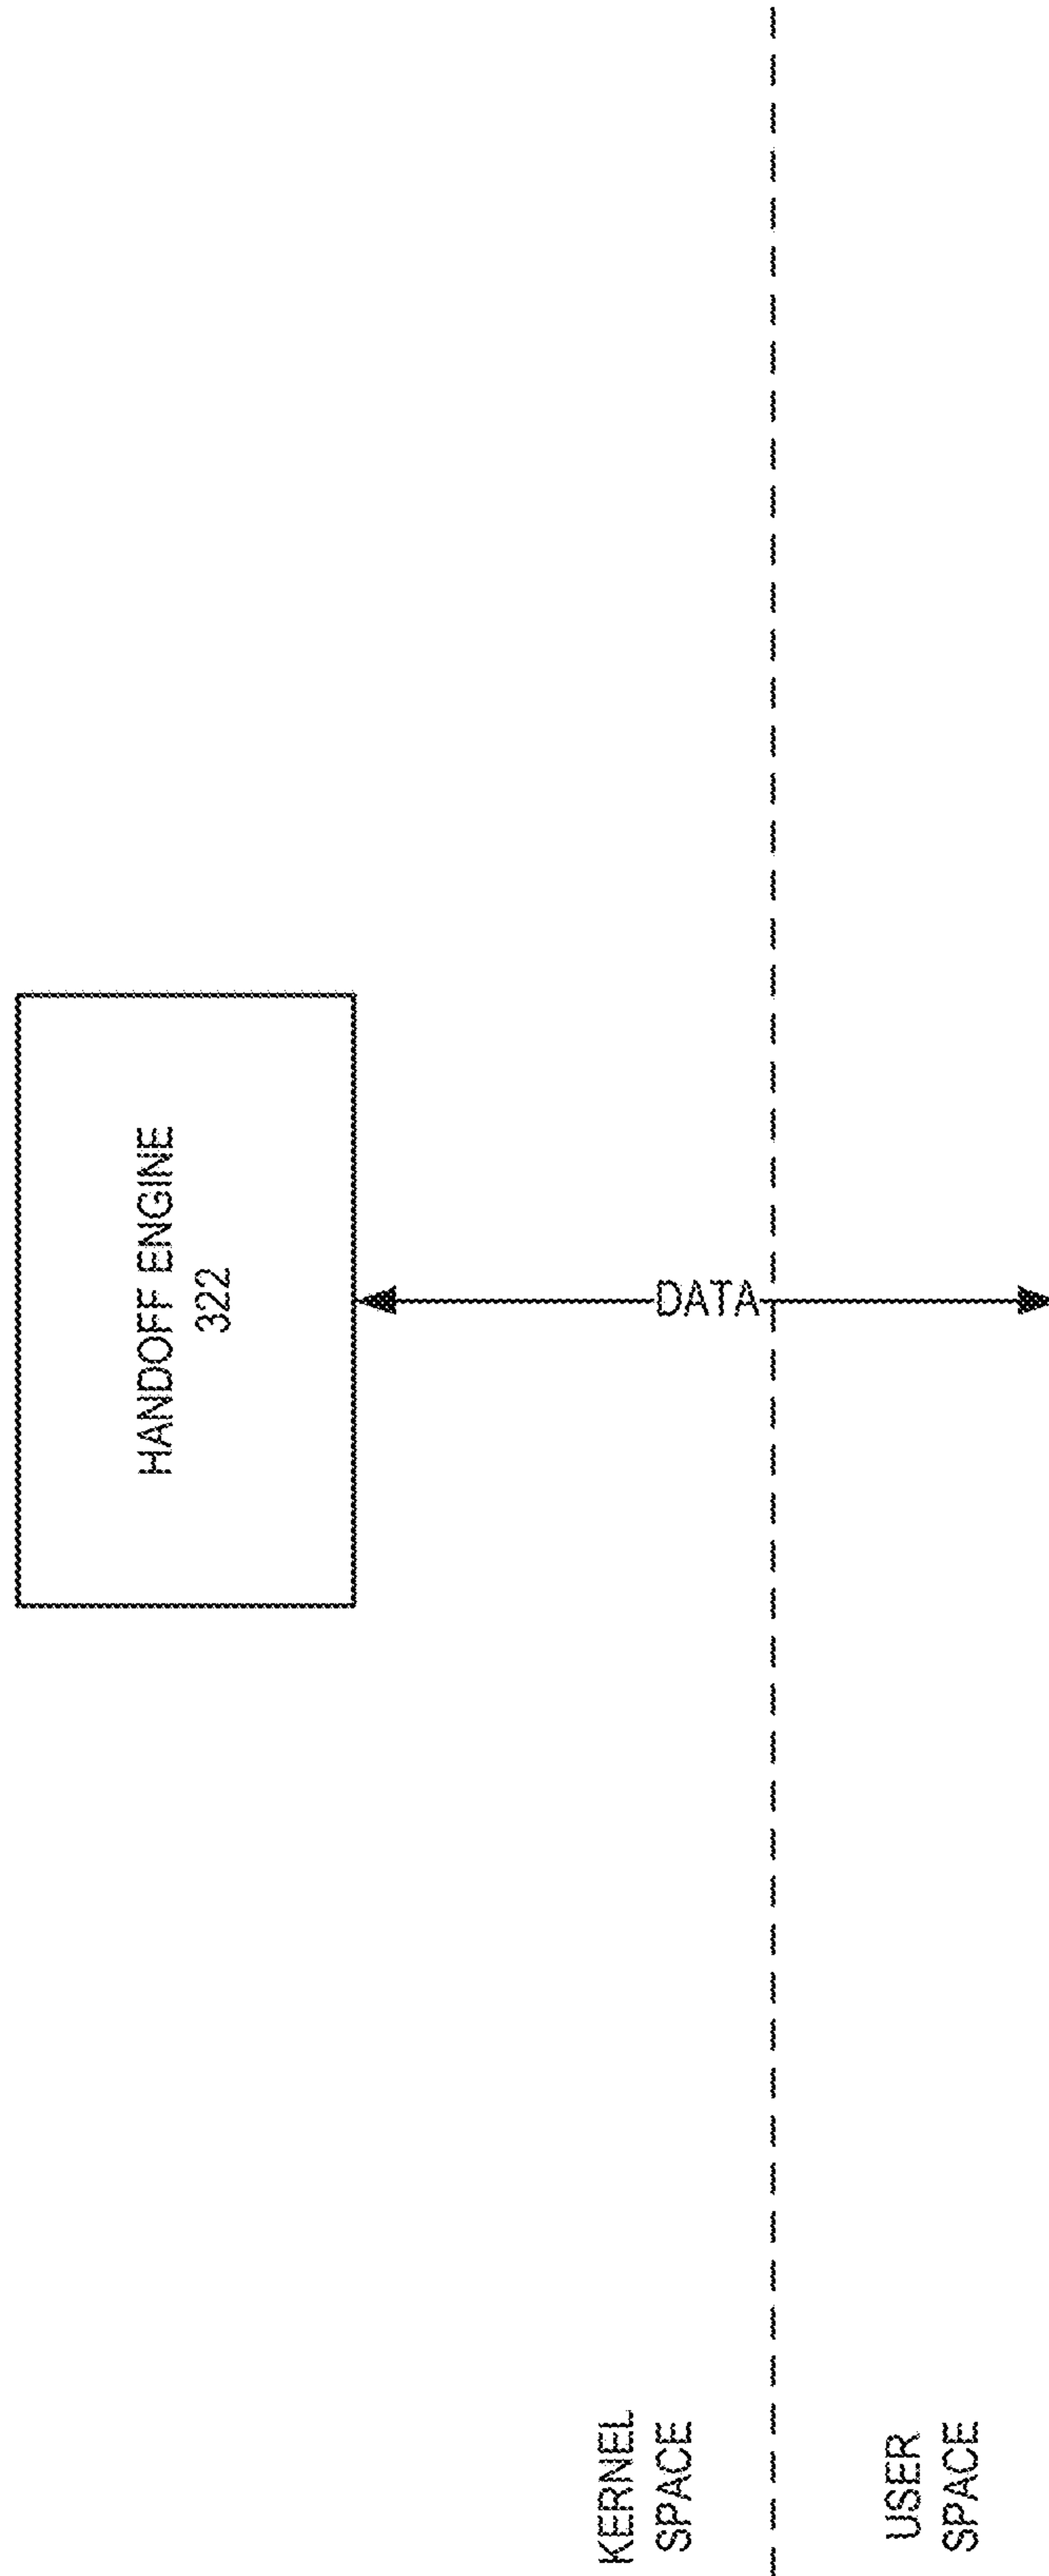 HANDOFF ENGINE
322
DATA
KERNEL
SPACE
USER
SPACE